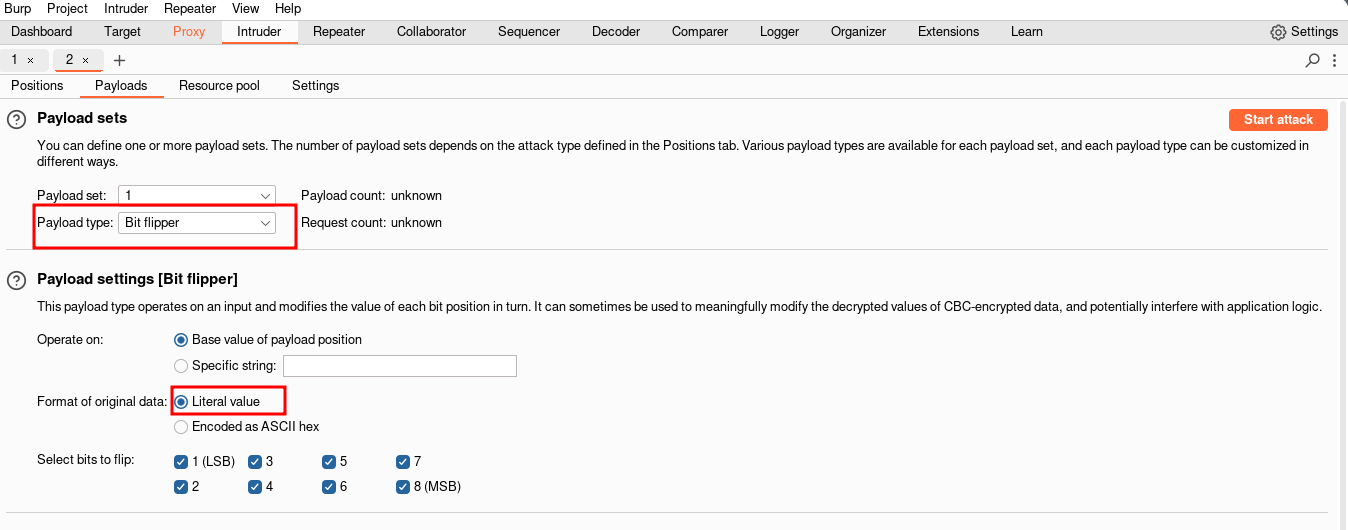 Burp Project Intruder Repeater View Help
Dashboard Target Proxy Intruder Repeater Collaborator Sequencer Decoder Comparer Logger Organizer Extensions Learn Settings
1 × 2 × +
Positions Payloads Resource pool Settings
? Payload sets Start attack
You can define one or more payload sets. The number of payload sets depends on the attack type defined in the Positions tab. Various payload types are available for each payload set, and each payload type can be customized in
different ways.
Payload set: 1 Payload count: unknown
Payload type: Bit flipper Request count: unknown
? Payload settings [Bit flipper]
This payload type operates on an input and modifies the value of each bit position in turn. It can sometimes be used to meaningfully modify the decrypted values of CBC-encrypted data, and potentially interfere with application logic.
Operate on: Base value of payload position
Specific string:
Format of original data: Literal value
Encoded as ASCII hex
Select bits to flip: 1 (LSB) 3 5 7
2 4 6 8 (MSB)